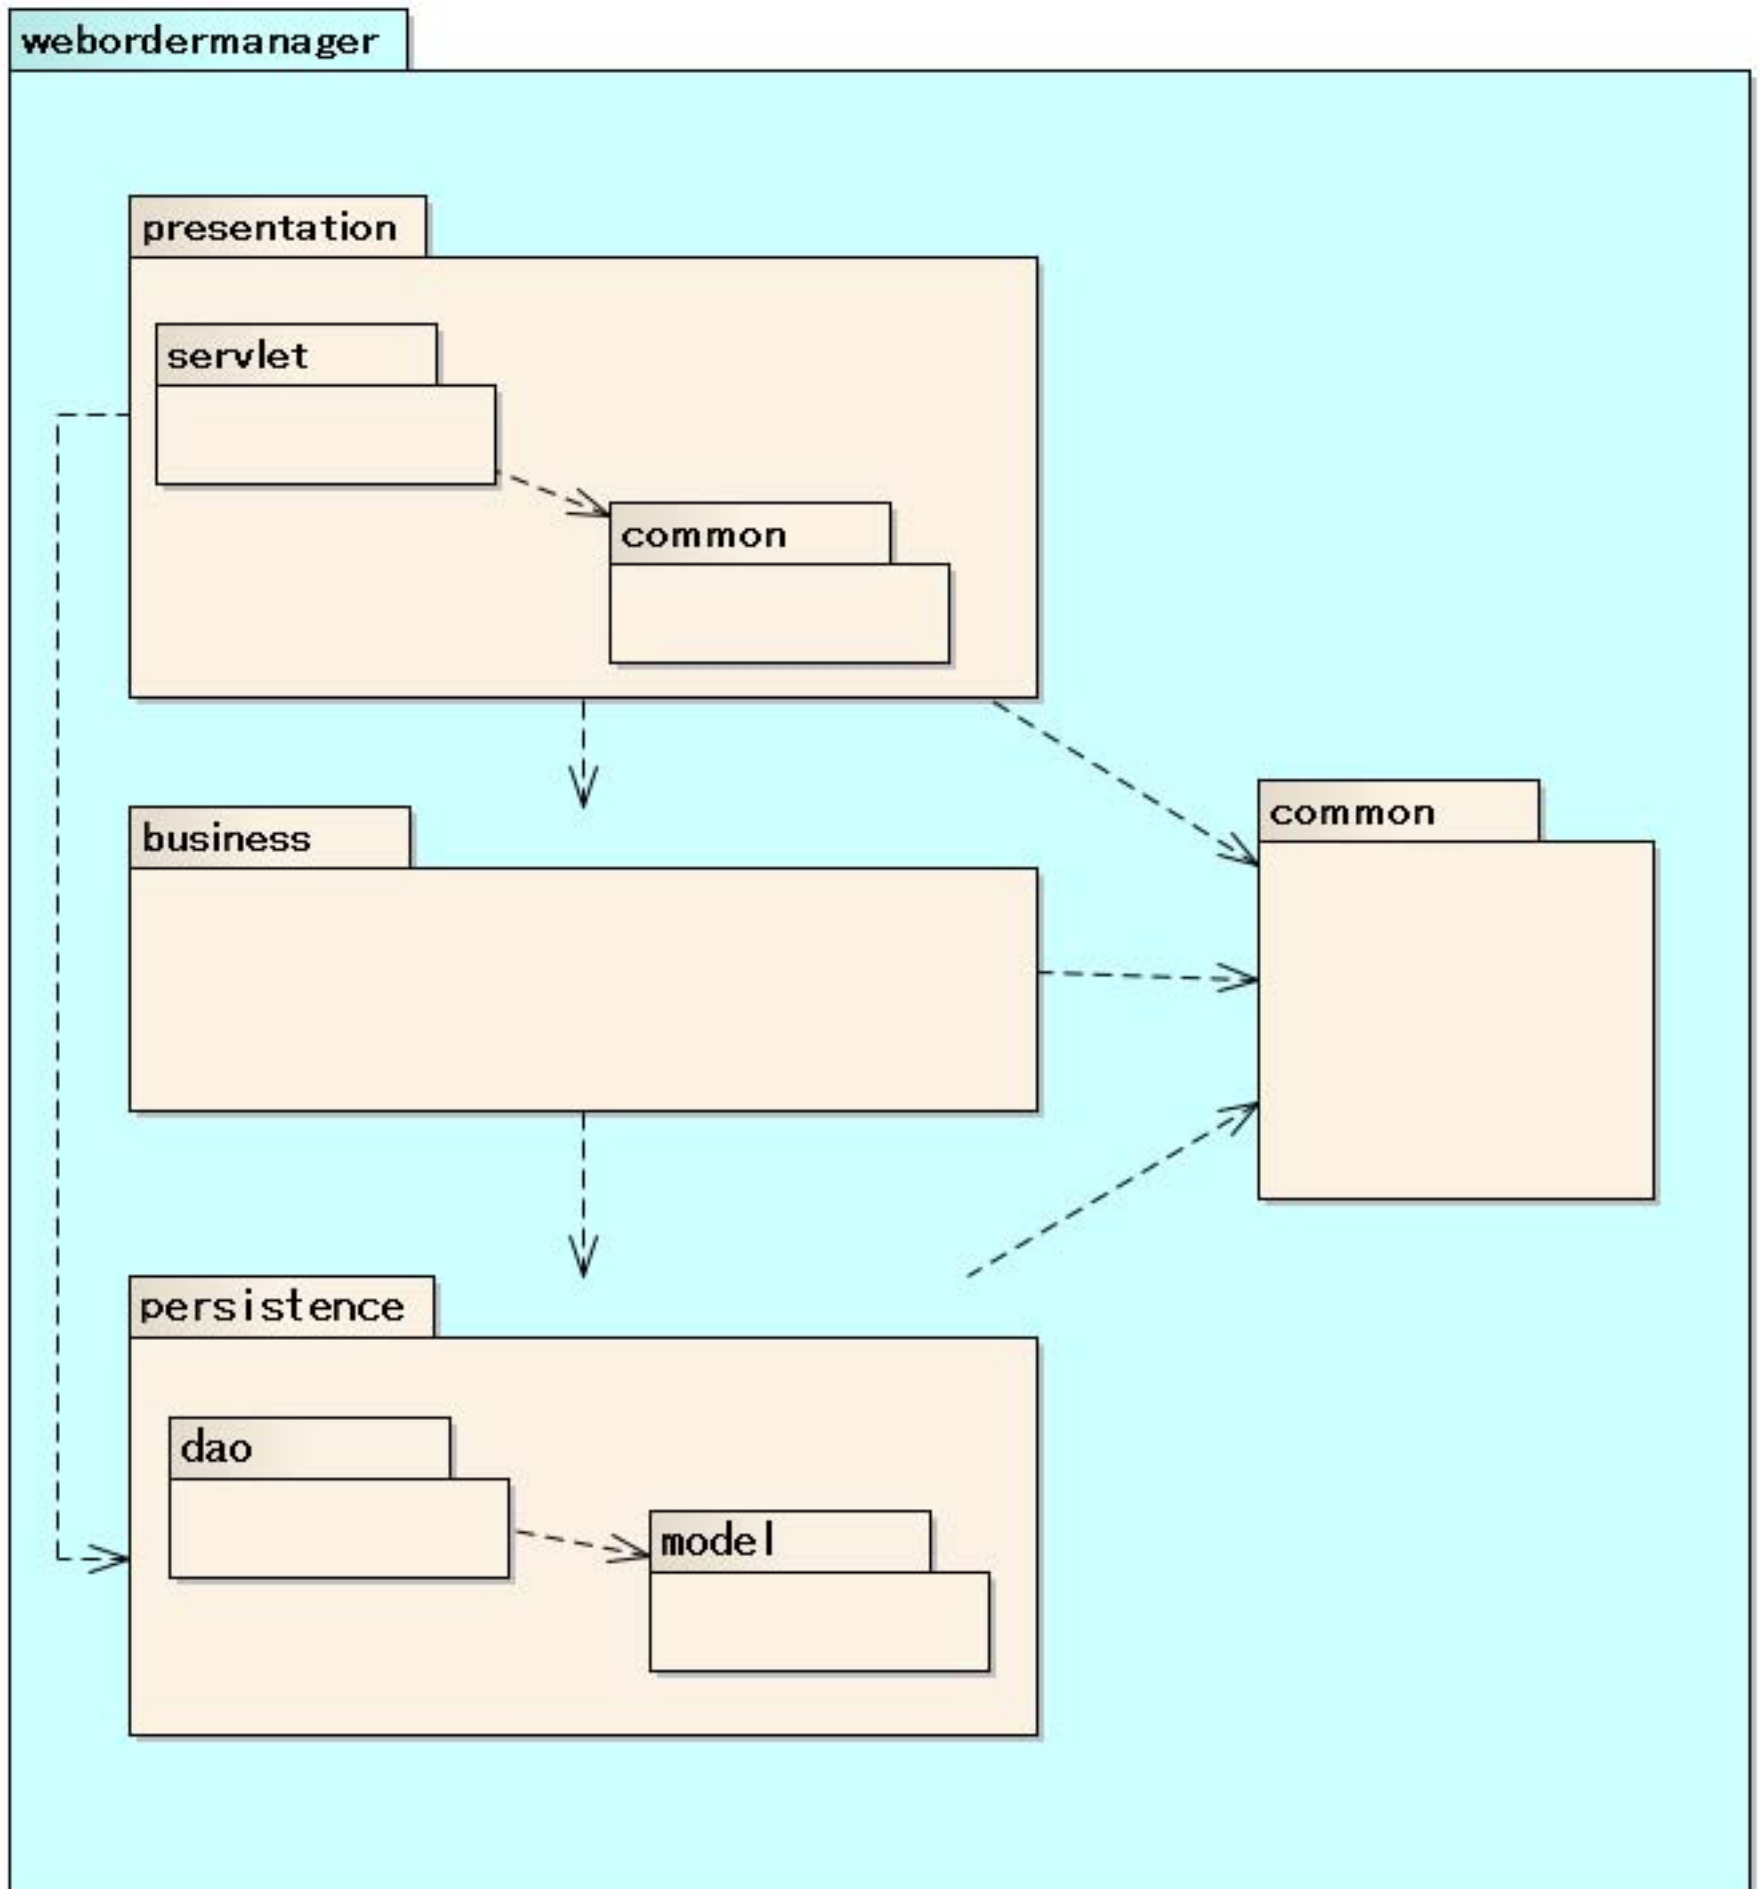 webordermanager
presentation
servlet
common
business
common
persistence
dao
model